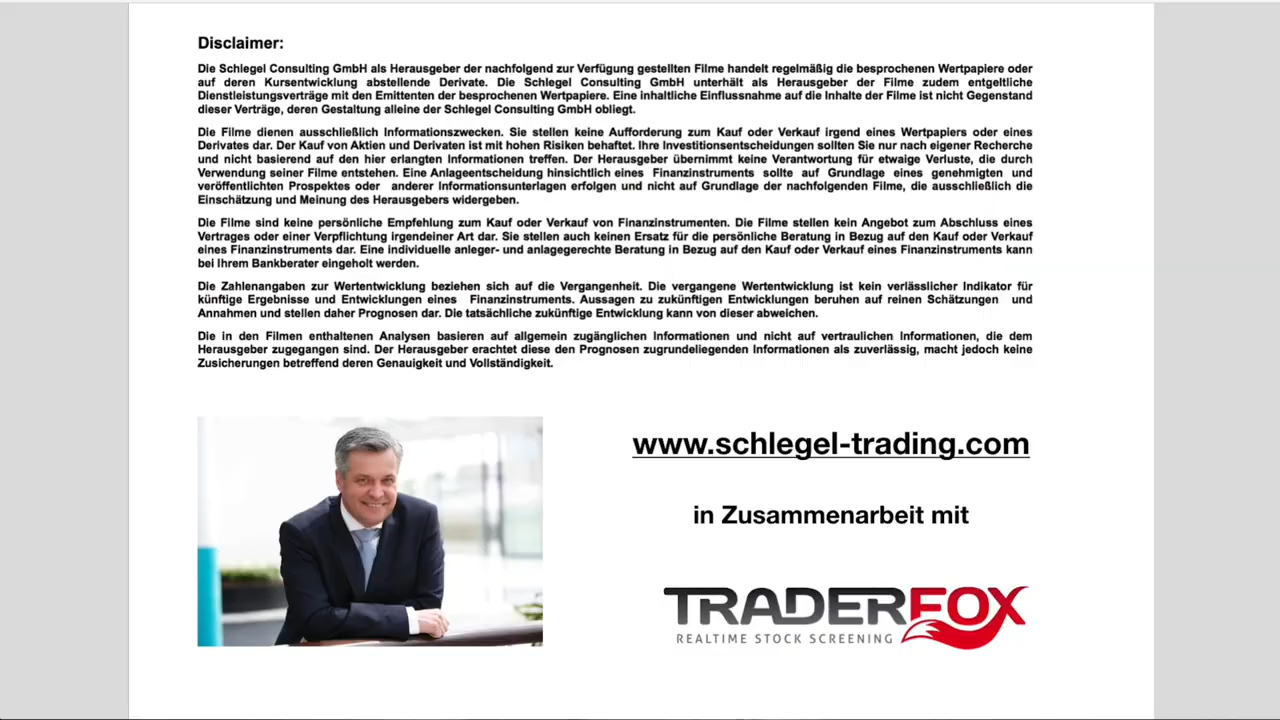 Disclaimer:
Die Schlegel Consulting GmbH als Herausgeber der nachfolgend zur Verfügung gestellten Filme handelt regelmäßig die besprochenen Wertpapiere oder
auf deren Kursentwicklung abstellende Derivate. Die Schlegel Consulting GmbH unterhält als Herausgeber der Filme zudem entgeltliche
Dienstleistungsverträge mit den Emittenten der besprochenen Wertpapiere. Eine inhaltliche Einflussnahme auf die Inhalte der Filme ist nicht Gegenstand
dieser Verträge, deren Gestaltung alleine der Schlegel Consulting GmbH obliegt.
Die Filme dienen ausschließlich Informationszwecken. Sie stellen keine Aufforderung zum Kauf oder Verkauf irgend eines Wertpapiers oder eines
Derivates dar. Der Kauf von Aktien und Derivaten ist mit hohen Risiken behaftet. Ihre Investitionsentscheidungen sollten Sie nur nach eigener Recherche
und nicht basierend auf den hier erlangten Informationen treffen. Der Herausgeber übernimmt keine Verantwortung für etwaige Verluste, die durch
Verwendung seiner Filme entstehen. Eine Anlageentscheidung hinsichtlich eines Finanzinstruments sollte auf Grundlage eines genehmigten und
veröffentlichten Prospektes oder anderer Informationsunterlagen erfolgen und nicht auf Grundlage der nachfolgenden Filme, die ausschließlich die
Einschätzung und Meinung des Herausgebers widergeben.
Die Filme sind keine persönliche Empfehlung zum Kauf oder Verkauf von Finanzinstrumenten. Die Filme stellen kein Angebot zum Abschluss eines
Vertrages oder einer Verpflichtung irgendeiner Art dar. Sie stellen auch keinen Ersatz für die persönliche Beratung in Bezug auf den Kauf oder Verkauf
eines Finanzinstruments dar. Eine individuelle anleger- und anlagegerechte Beratung in Bezug auf den Kauf oder Verkauf eines Finanzinstruments kann
bei Ihrem Bankberater eingeholt werden.
Die Zahlenangaben zur Wertentwicklung beziehen sich auf die Vergangenheit. Die vergangene Wertentwicklung ist kein verlässlicher Indikator für
künftige Ergebnisse und Entwicklungen eines Finanzinstruments. Aussagen zu zukünftigen Entwicklungen beruhen auf reinen Schätzungen und
Annahmen und stellen daher Prognosen dar. Die tatsächliche zukünftige Entwicklung kann von dieser abweichen.
Die in den Filmen enthaltenen Analysen basieren auf allgemein zugänglichen Informationen und nicht auf vertraulichen Informationen, die dem
Herausgeber zugegangen sind. Der Herausgeber erachtet diese den Prognosen zugrundeliegenden Informationen als zuverlässig, macht jedoch keine
Zusicherungen betreffend deren Genauigkeit und Vollständigkeit.
www.schlegel-trading.com
in Zusammenarbeit mit
TRADERFOX
REALTIME STOCK SCREENING